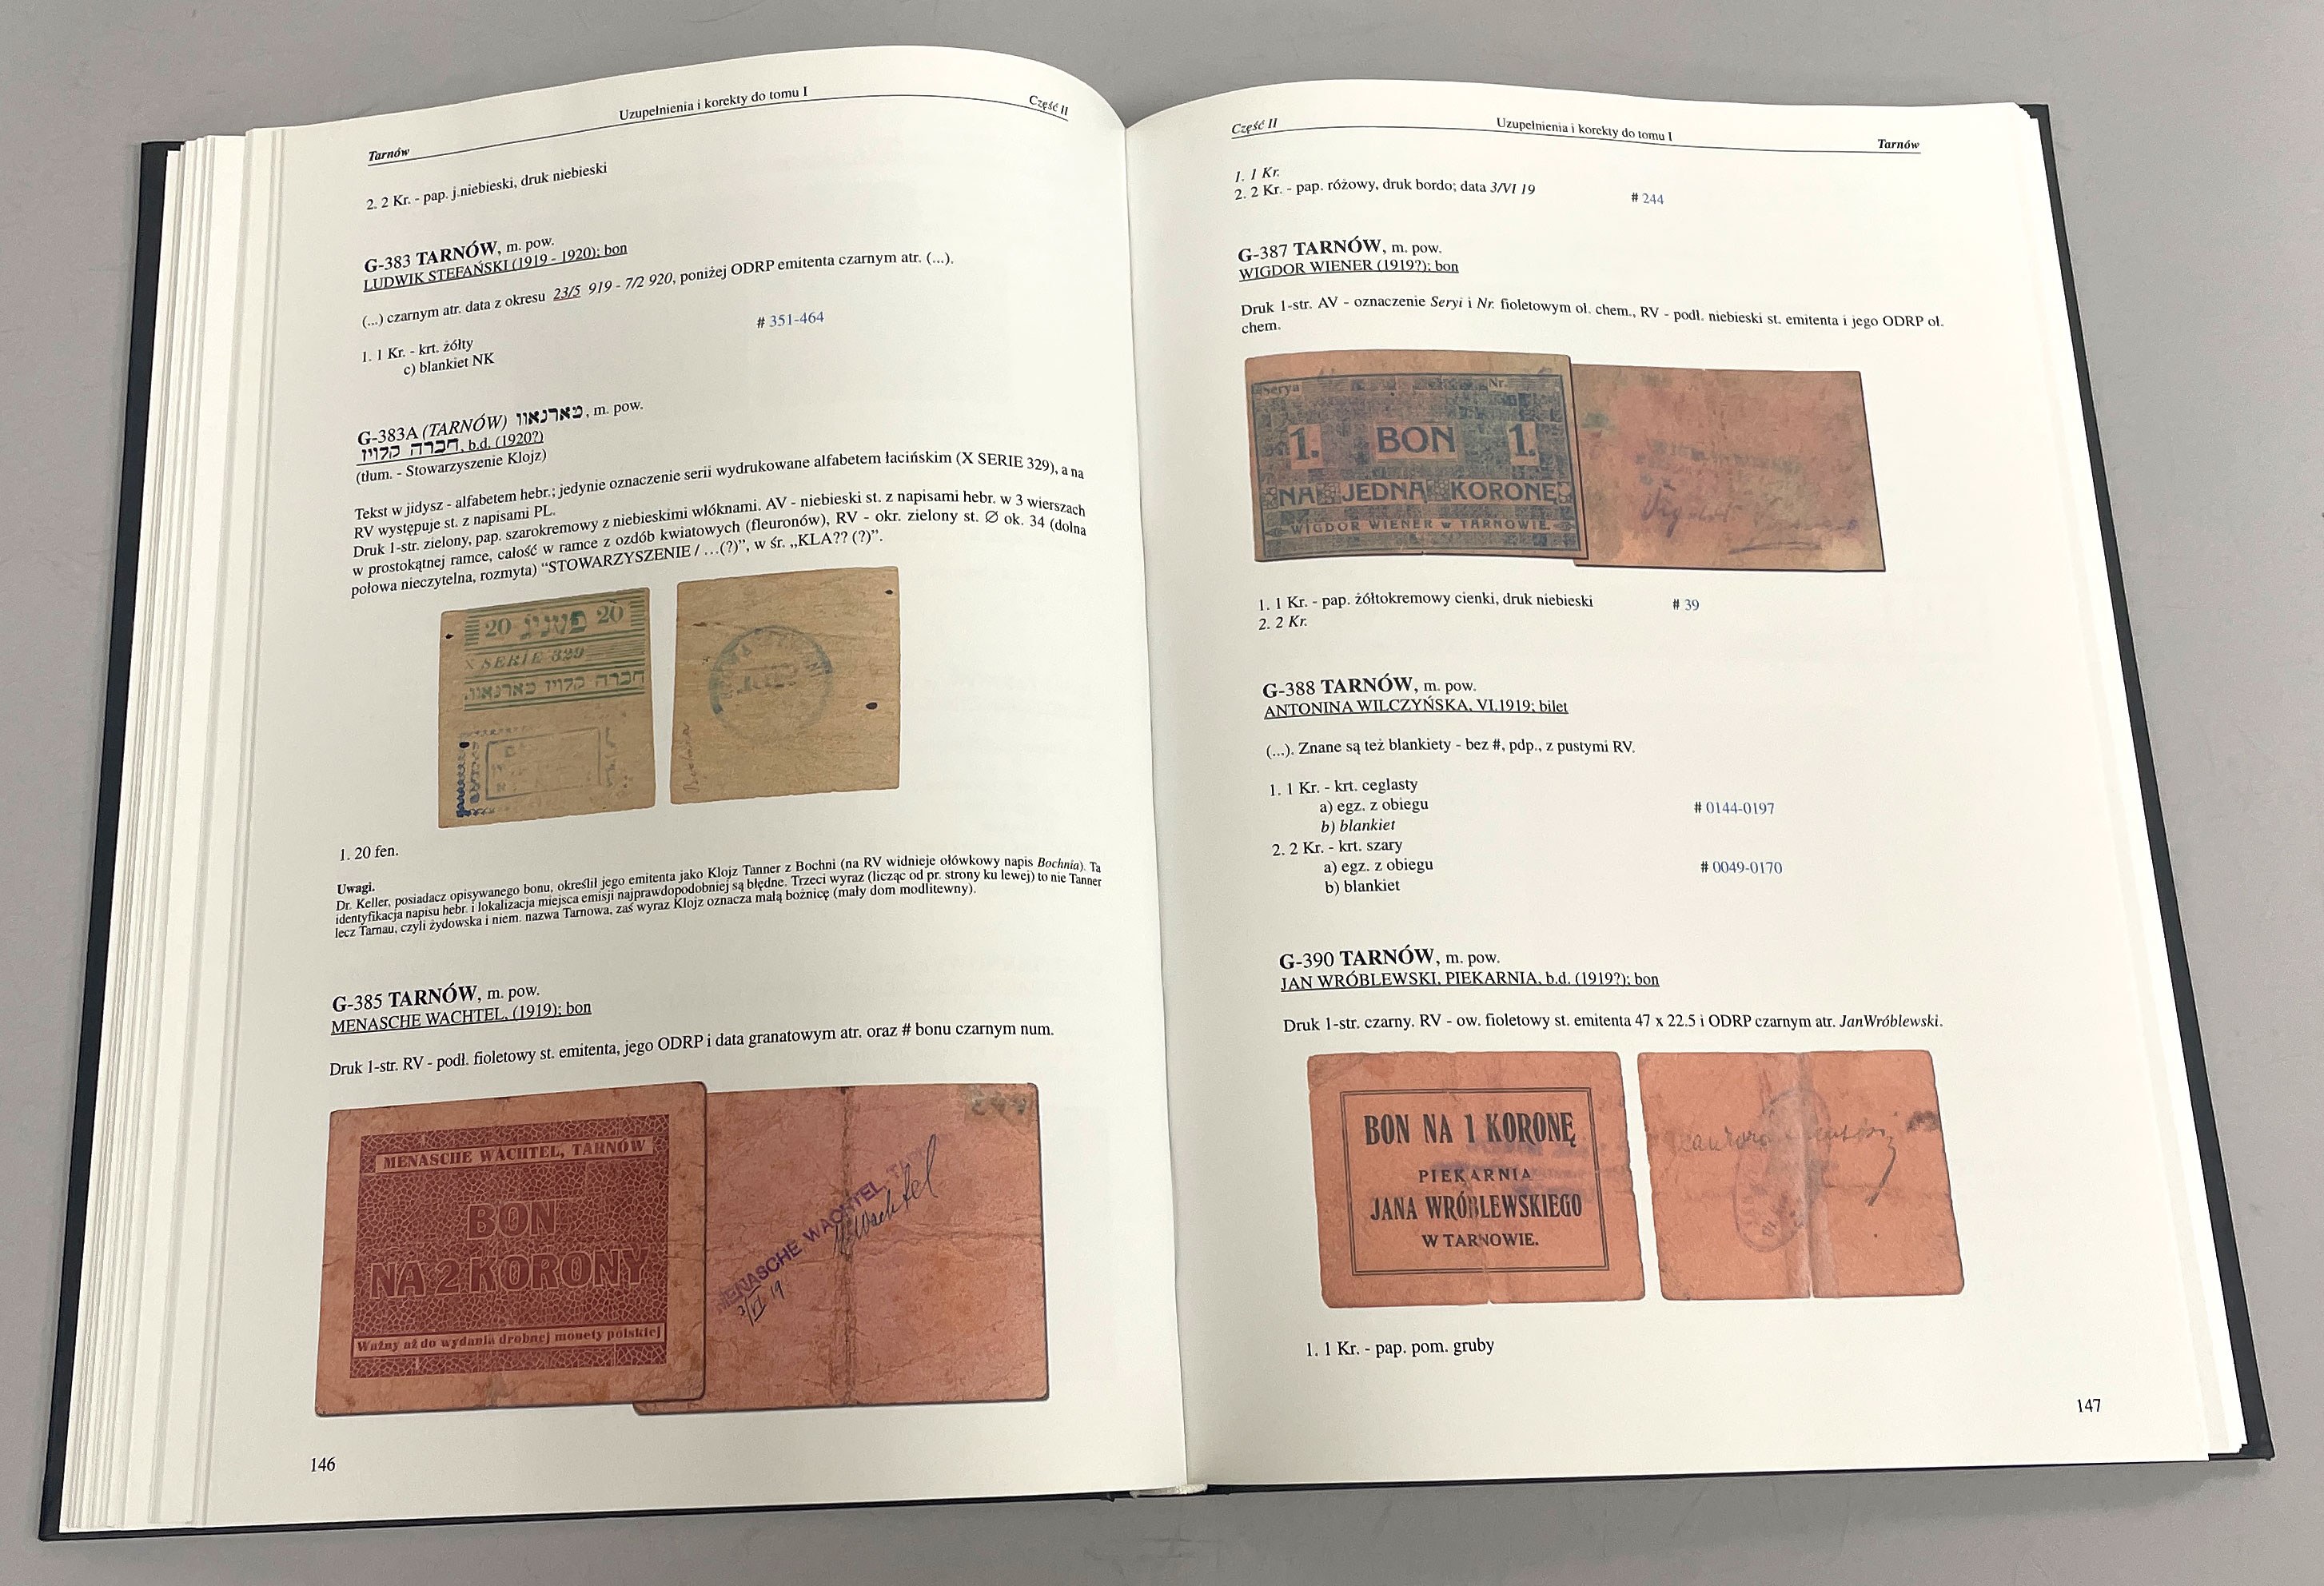 Tarnów Uzupełnienia i korekty do tomu I Część II
2. 2 Kr. - pap. j.niebieski, druk niebieski
G-383 TARNÓW, m. pow.
LUDWIK STEFAŃSKI (1919 - 1920); bon
(...) czarnym atr. data z okresu 23/5 919 - 7/2 920, poniżej ODRP emitenta czarnym atr. (...).
# 351-464
1. 1 Kr. - krt. żółty
c) blankiet NK
G-383A (TARNÓW) טארנאוו, m. pow.
חברה קלויז, b.d. (1920?)
(tłum. - Stowarzyszenie Klojz)
Tekst w jidysz - alfabetem hebr.; jedynie oznaczenie serii wydrukowane alfabetem łacińskim (X SERIE 329), a na
RV występuje st. z napisami PL.
Druk 1-str. zielony, pap. szarokremowy z niebieskimi włóknami. AV - niebieski st. z napisami hebr. w 3 wierszach
w prostokątnej ramce, całość w ramce z ozdób kwiatowych (fleuronów), RV - okr. zielony st. Ø ok. 34 (dolna
połowa nieczytelna, rozmyta) “STOWARZYSZENIE / …(?)”, w śr. „KLA?? (?)”.
20 20
X SERIE 329
חברה קלויז טארנאוו.
Bochnia
1. 20 fen.
Uwagi.
Dr. Keller, posiadacz opisywanego bonu, określił jego emitenta jako Klojz Tanner z Bochni (na RV widnieje ołówkowy napis Bochnia). Ta
identyfikacja napisu hebr. i lokalizacja miejsca emisji najprawdopodobniej są błędne. Trzeci wyraz (licząc od pr. strony ku lewej) to nie Tanner
lecz Tarnau, czyli żydowska i niem. nazwa Tarnowa, zaś wyraz Klojz oznacza małą bożnicę (mały dom modlitewny).
G-385 TARNÓW, m. pow.
MENASCHE WACHTEL, (1919); bon
Druk 1-str. RV - podł. fioletowy st. emitenta, jego ODRP i data granatowym atr. oraz # bonu czarnym num.
MENASCHE WACHTEL, TARNÓW
BON
NA 2 KORONY
Ważny aż do wydania drobnej monety polskiej
244
MENASCHE WACHTEL, TARNÓW
Wachtel
3/VI 19
146
Część II Uzupełnienia i korekty do tomu I Tarnów
1. 1 Kr.
2. 2 Kr. - pap. różowy, druk bordo; data 3/VI 19 # 244
G-387 TARNÓW, m. pow.
WIGDOR WIENER (1919?); bon
Druk 1-str. AV - oznaczenie Seryi i Nr. fioletowym oł. chem., RV - podł. niebieski st. emitenta i jego ODRP oł.
chem.
Serya Nr.
1. BON 1.
NA JEDNĄ KORONĘ
WIGDOR WIENER w TARNOWIE.
1. 1 Kr. - pap. żółtokremowy cienki, druk niebieski # 39
2. 2 Kr.
G-388 TARNÓW, m. pow.
ANTONINA WILCZYŃSKA, VI.1919; bilet
(...). Znane są też blankiety - bez #, pdp., z pustymi RV.
1. 1 Kr. - krt. ceglasty
a) egz. z obiegu # 0144-0197
b) blankiet
2. 2 Kr. - krt. szary
a) egz. z obiegu # 0049-0170
b) blankiet
G-390 TARNÓW, m. pow.
JAN WRÓBLEWSKI, PIEKARNIA, b.d. (1919?); bon
Druk 1-str. czarny. RV - ow. fioletowy st. emitenta 47 x 22.5 i ODRP czarnym atr. JanWróblewski.
BON NA 1 KORONĘ
PIEKARNIA
JANA WRÓBLEWSKIEGO
W TARNOWIE.
1. 1 Kr. - pap. pom. gruby
147